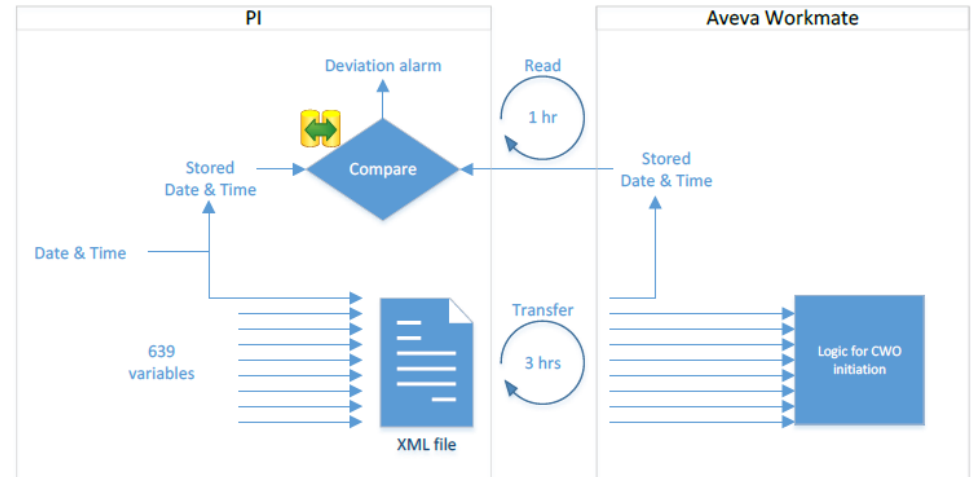 PI
Aveva Workmate
Deviation alarm
Read
1 hr
Compare
Stored
Date & Time
Stored
Date & Time
Date & Time
Transfer
3 hrs
639
variables
Logic for CWO
initiation
XML file